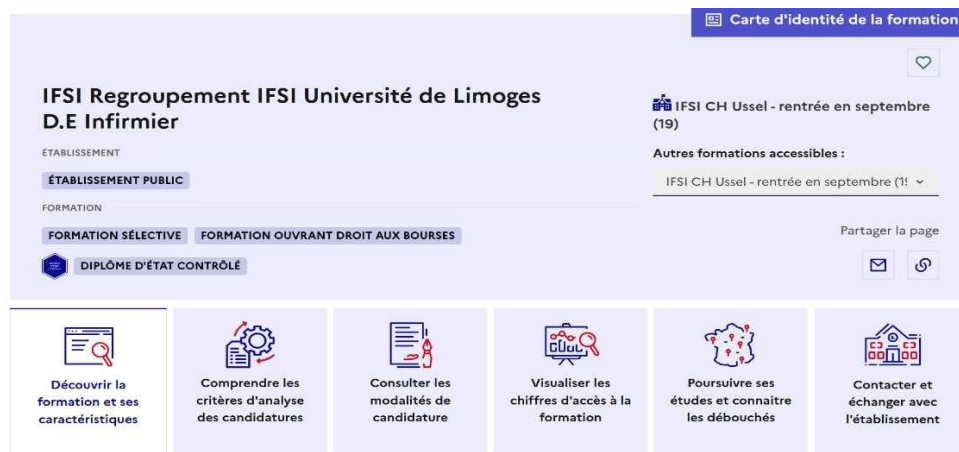 Carte d'identité de la formation
IFSI Regroupement IFSI Université de Limoges
D.E Infirmier
ÉTABLISSEMENT
ÉTABLISSEMENT PUBLIC
FORMATION
FORMATION SÉLECTIVE FORMATION OUVRANT DROIT AUX BOURSES
DIPLÔME D'ÉTAT CONTRÔLÉ
IFSI CH Ussel - rentrée en septembre
(19)
Autres formations accessibles :
IFSI CH Ussel - rentrée en septembre (19
Partager la page
Découvrir la
formation et ses
caractéristiques
Comprendre les
critères d'analyse
des candidatures
Consulter les
modalités de
candidature
Visualiser les
chiffres d'accès à la
formation
Poursuivre ses
études et connaitre
les débouchés
Contacter et
échanger avec
l'établissement